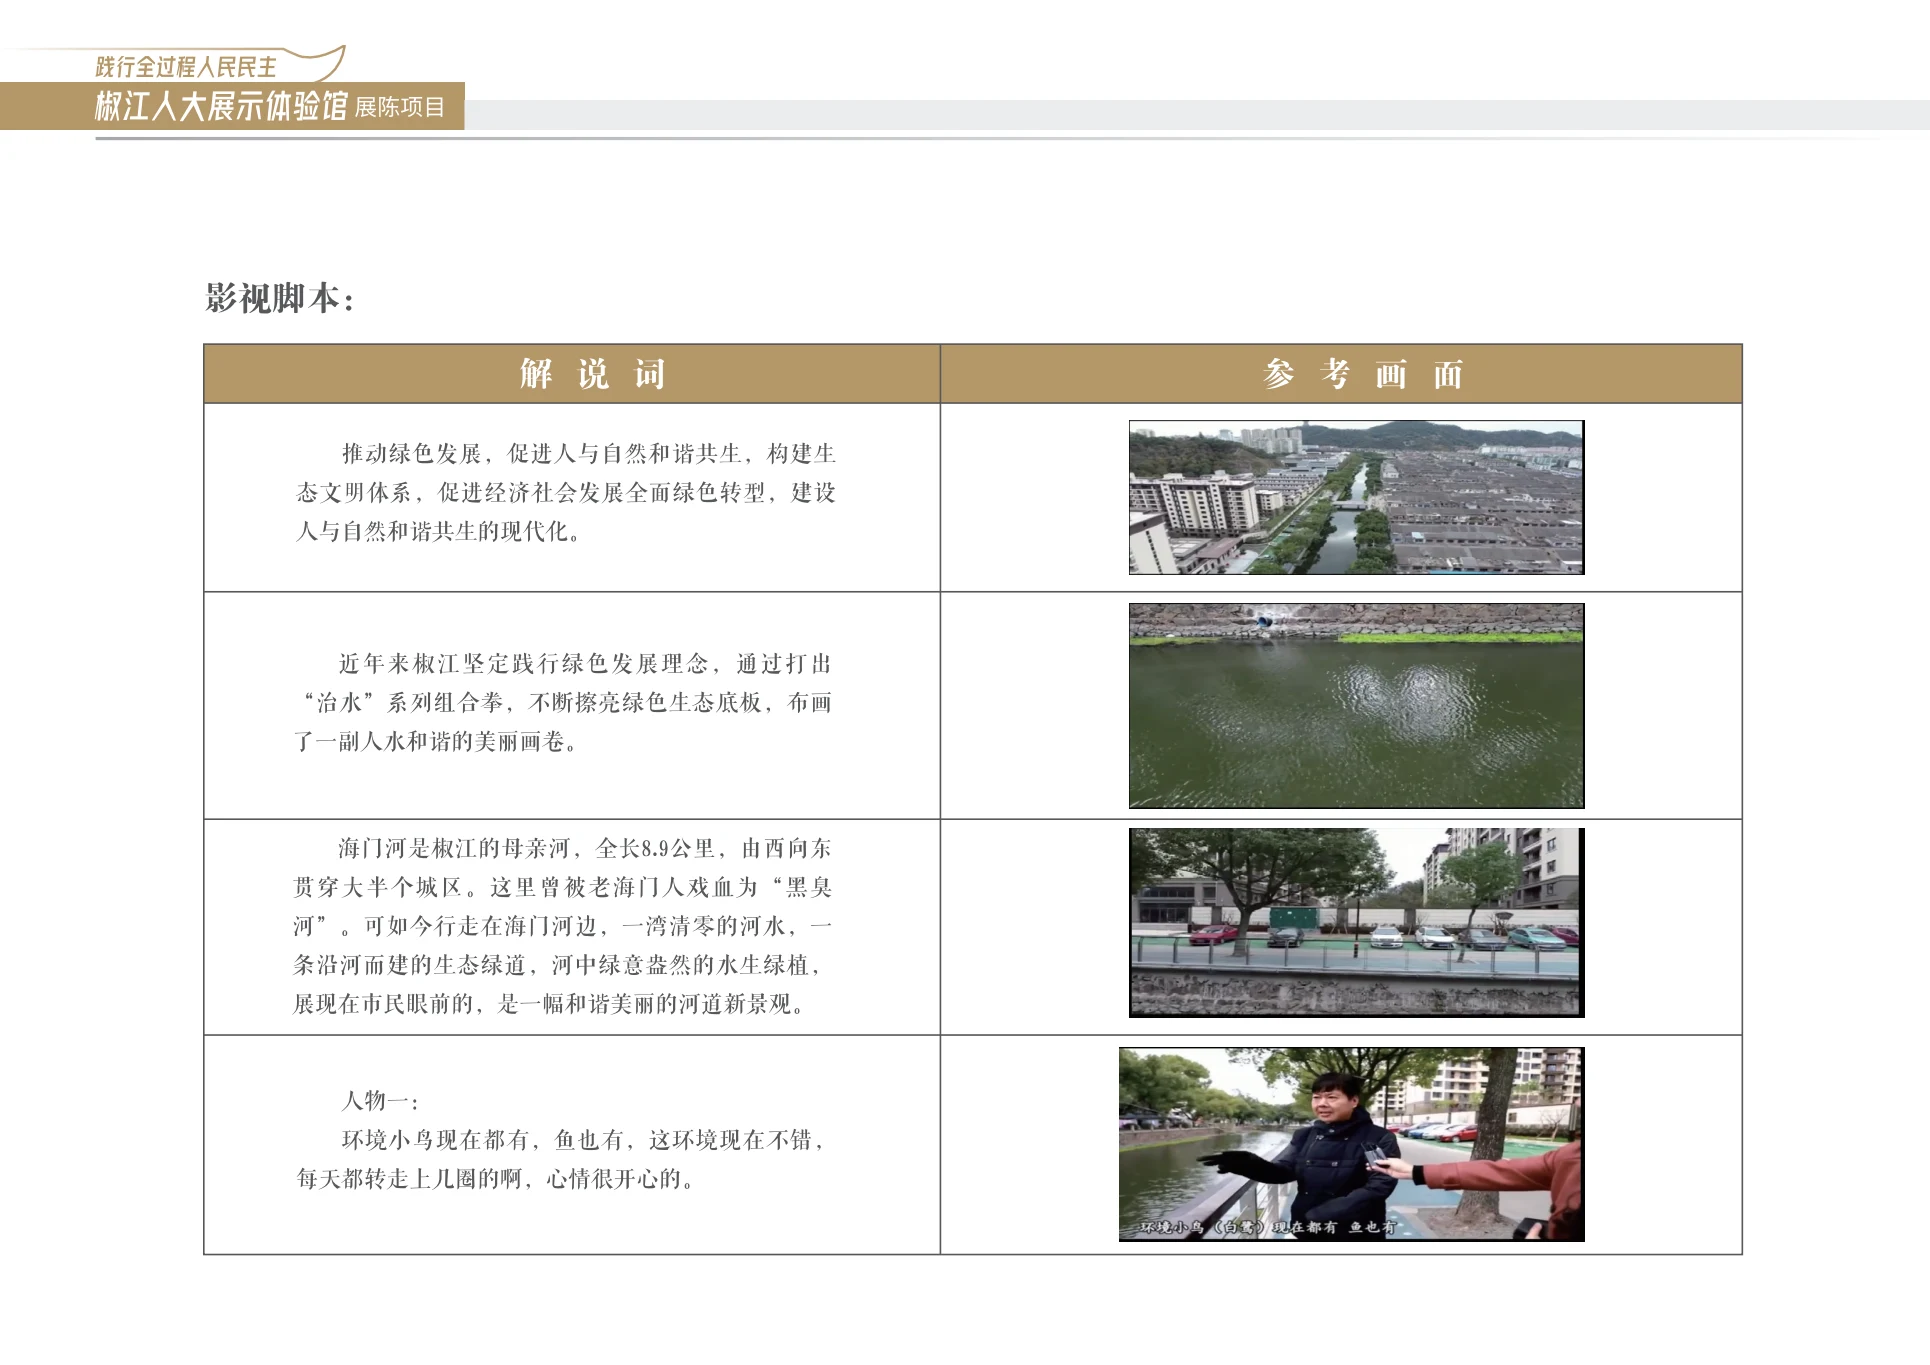 践行全过程人民民主
椒江人大展示体验馆 展陈项目
影视脚本：
解说词
参考画面
推动绿色发展，促进人与自然和谐共生，构建生
态文明体系，促进经济社会发展全面绿色转型，建设
人与自然和谐共生的现代化。
近年来椒江坚定践行绿色发展理念，通过打出
“治水”系列组合拳，不断擦亮绿色生态底板，布画
了一副人水和谐的美丽画卷。
海门河是椒江的母亲河，全长8.9公里，由西向东
贯穿大半个城区。这里曾被老海门人戏血为“黑臭
河”。可如今行走在海门河边，一湾清零的河水，一
条沿河而建的生态绿道，河中绿意盎然的水生绿植，
展现在市民眼前的，是一幅和谐美丽的河道新景观。
人物一：
环境小鸟现在都有，鱼也有，这环境现在不错，
每天都转走上几圈的啊，心情很开心的。
环境小鸟（白鹭）现在都有 鱼也有